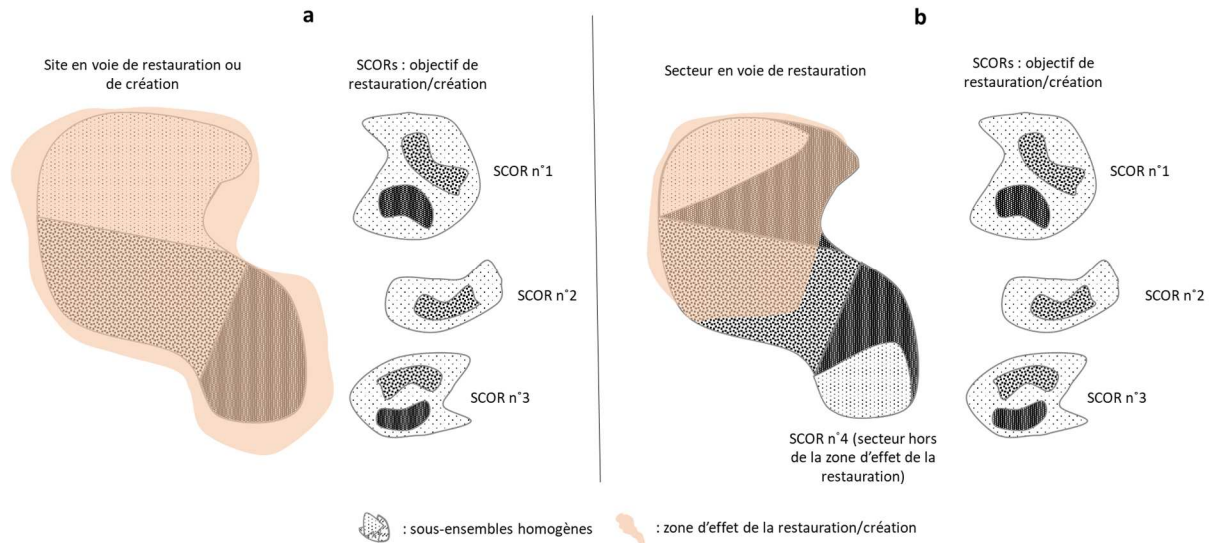 a
Site en voie de restauration ou
de création
SCORs : objectif de
restauration/création
SCOR n°1
SCOR n°2
SCOR n°3
b
Secteur en voie de restauration
SCORs : objectif de
restauration/création
SCOR n°1
SCOR n°2
SCOR n°3
SCOR n°4 (secteur hors
de la zone d'effet de la
restauration)
: sous-ensembles homogènes
: zone d'effet de la restauration/création